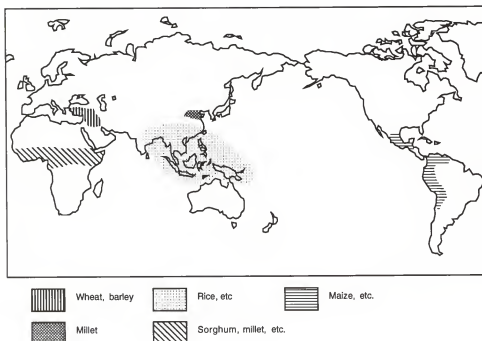 Wheat, barley
Rice, etc
Maize, etc.
Millet
Sorghum, millet, etc.